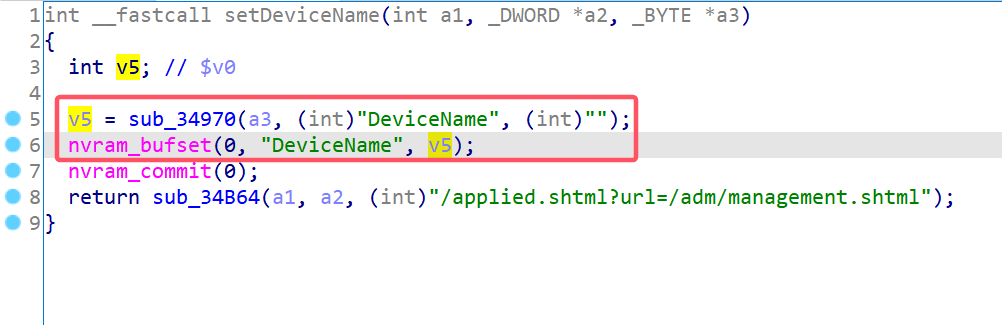 1 int __fastcall setDeviceName(int a1, _DWORD *a2, _BYTE *a3)
2 {
3   int v5; // $v0
4
5   v5 = sub_34970(a3, (int)"DeviceName", (int)"");
6   nvram_bufset(0, "DeviceName", v5);
7   nvram_commit(0);
8   return sub_34B64(a1, a2, (int)"/applied.shtml?url=/adm/management.shtml");
9 }